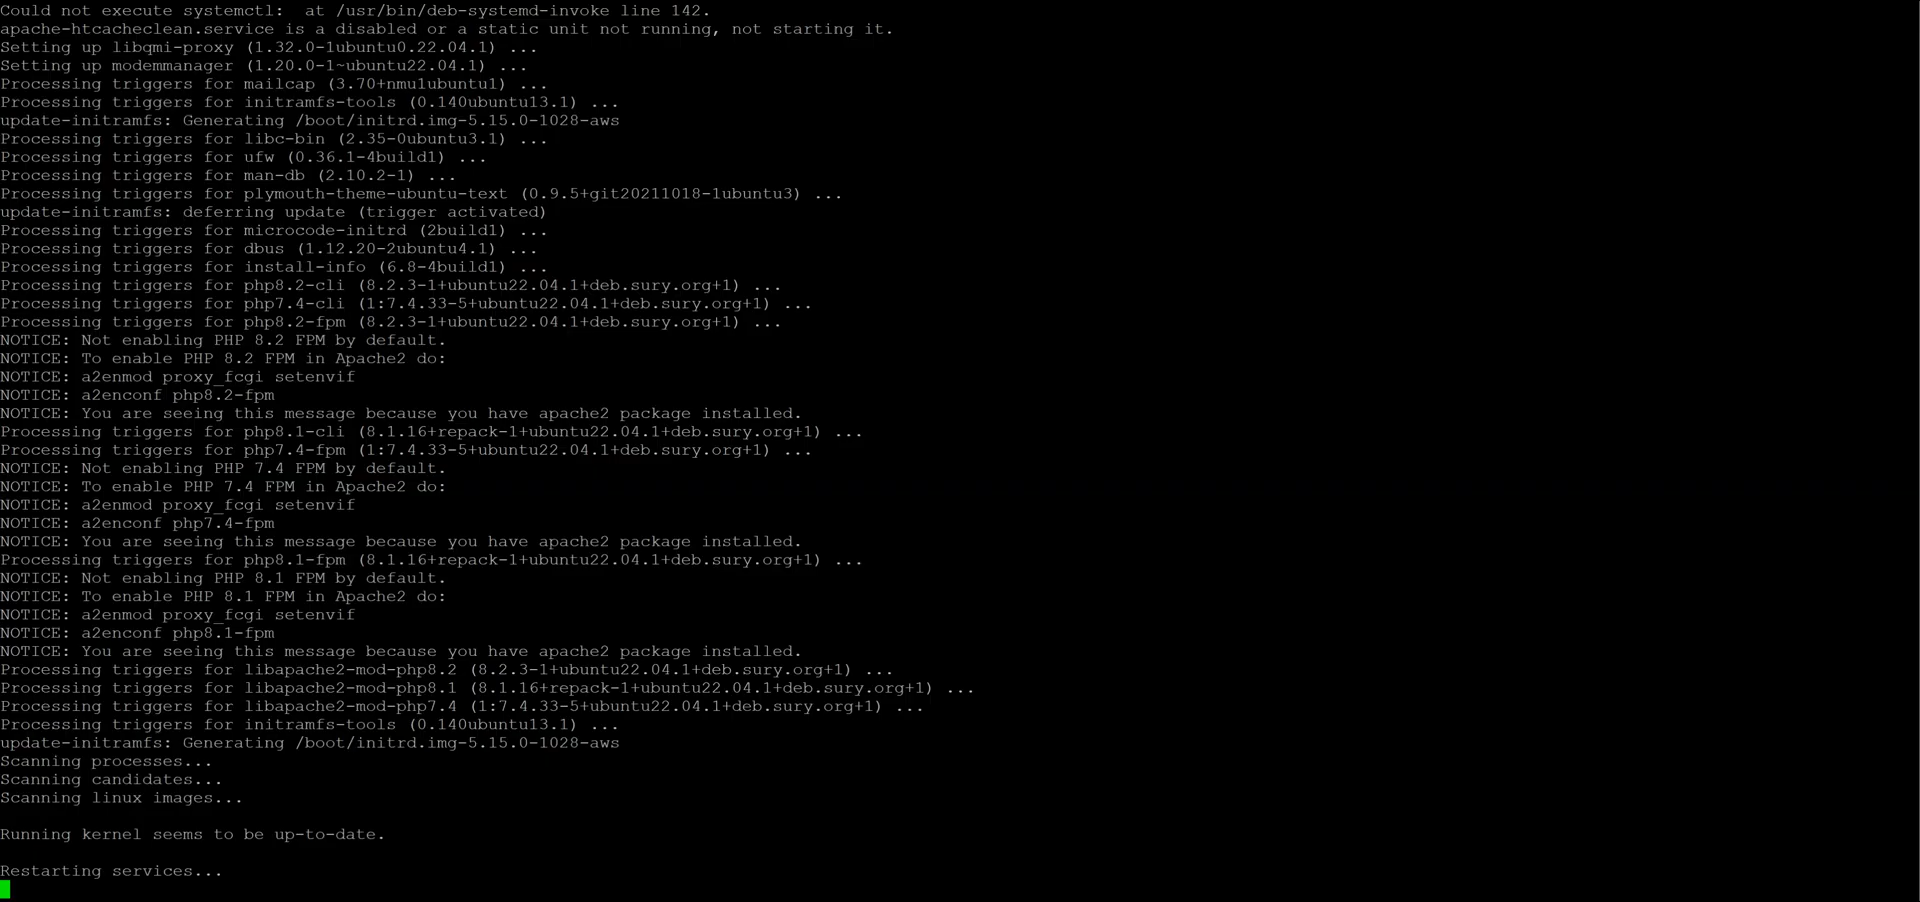 Could not execute systemctl:  at /usr/bin/deb-systemd-invoke line 142.
apache-htcacheclean.service is a disabled or a static unit not running, not starting it.
Setting up libqmi-proxy (1.32.0-1ubuntu0.22.04.1) ...
Setting up modemmanager (1.20.0-1~ubuntu22.04.1) ...
Processing triggers for mailcap (3.70+nmu1ubuntu1) ...
Processing triggers for initramfs-tools (0.140ubuntu13.1) ...
update-initramfs: Generating /boot/initrd.img-5.15.0-1028-aws
Processing triggers for libc-bin (2.35-0ubuntu3.1) ...
Processing triggers for ufw (0.36.1-4build1) ...
Processing triggers for man-db (2.10.2-1) ...
Processing triggers for plymouth-theme-ubuntu-text (0.9.5+git20211018-1ubuntu3) ...
update-initramfs: deferring update (trigger activated)
Processing triggers for microcode-initrd (2build1) ...
Processing triggers for dbus (1.12.20-2ubuntu4.1) ...
Processing triggers for install-info (6.8-4build1) ...
Processing triggers for php8.2-cli (8.2.3-1+ubuntu22.04.1+deb.sury.org+1) ...
Processing triggers for php7.4-cli (1:7.4.33-5+ubuntu22.04.1+deb.sury.org+1) ...
Processing triggers for php8.2-fpm (8.2.3-1+ubuntu22.04.1+deb.sury.org+1) ...
NOTICE: Not enabling PHP 8.2 FPM by default.
NOTICE: To enable PHP 8.2 FPM in Apache2 do:
NOTICE: a2enmod proxy_fcgi setenvif
NOTICE: a2enconf php8.2-fpm
NOTICE: You are seeing this message because you have apache2 package installed.
Processing triggers for php8.1-cli (8.1.16+repack-1+ubuntu22.04.1+deb.sury.org+1) ...
Processing triggers for php7.4-fpm (1:7.4.33-5+ubuntu22.04.1+deb.sury.org+1) ...
NOTICE: Not enabling PHP 7.4 FPM by default.
NOTICE: To enable PHP 7.4 FPM in Apache2 do:
NOTICE: a2enmod proxy_fcgi setenvif
NOTICE: a2enconf php7.4-fpm
NOTICE: You are seeing this message because you have apache2 package installed.
Processing triggers for php8.1-fpm (8.1.16+repack-1+ubuntu22.04.1+deb.sury.org+1) ...
NOTICE: Not enabling PHP 8.1 FPM by default.
NOTICE: To enable PHP 8.1 FPM in Apache2 do:
NOTICE: a2enmod proxy_fcgi setenvif
NOTICE: a2enconf php8.1-fpm
NOTICE: You are seeing this message because you have apache2 package installed.
Processing triggers for libapache2-mod-php8.2 (8.2.3-1+ubuntu22.04.1+deb.sury.org+1) ...
Processing triggers for libapache2-mod-php8.1 (8.1.16+repack-1+ubuntu22.04.1+deb.sury.org+1) ...
Processing triggers for libapache2-mod-php7.4 (1:7.4.33-5+ubuntu22.04.1+deb.sury.org+1) ...
Processing triggers for initramfs-tools (0.140ubuntu13.1) ...
update-initramfs: Generating /boot/initrd.img-5.15.0-1028-aws
Scanning processes...
Scanning candidates...
Scanning linux images...
Running kernel seems to be up-to-date.
Restarting services...